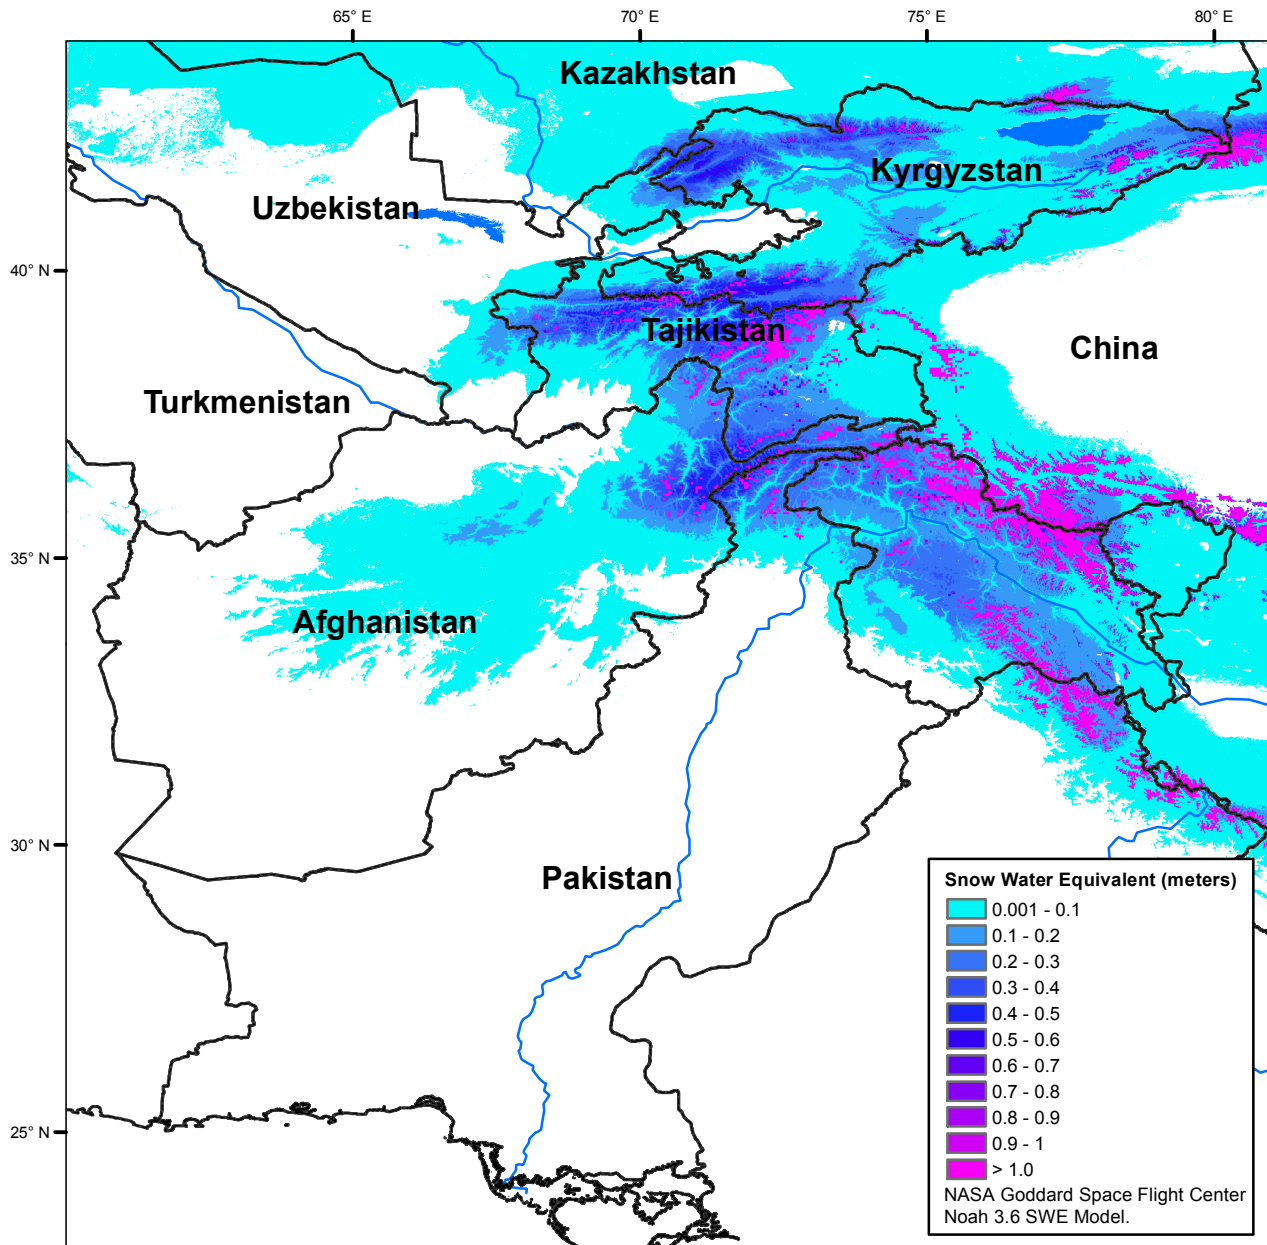 65° E
70° E
75° E
80° E
Kazakhstan
Kyrgyzstan
Uzbekistan
40° N
Tajikistan
China
Turkmenistan
35° N
Afghanistan
30° N
Pakistan
25° N
Snow Water Equivalent (meters)
0.001 - 0.1
0.1 - 0.2
0.2 - 0.3
0.3 - 0.4
0.4 - 0.5
0.5 - 0.6
0.6 - 0.7
0.7 - 0.8
0.8 - 0.9
0.9 - 1
> 1.0
NASA Goddard Space Flight Center
Noah 3.6 SWE Model.